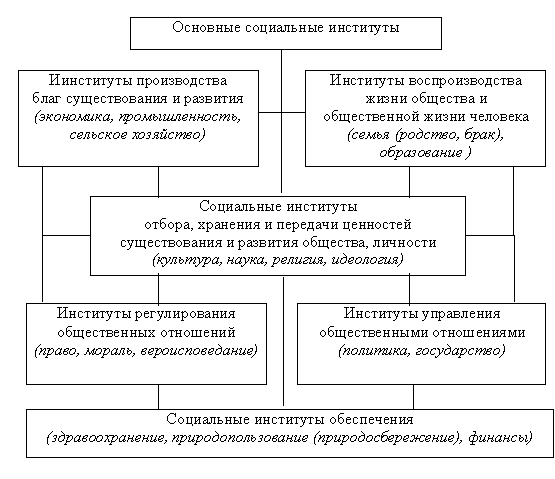 Основные социальные институты
Иинституты производства
благ существования и развития
(экономика, промышленность,
сельское хозяйство)
Институты воспроизводства
жизни общества и
общественной жизни человека
(семья (родство, брак),
образование )
Социальные институты
отбора, хранения и передачи ценностей
существования и развития общества, личности
(культура, наука, религия, идеология)
Институты регулирования
общественных отношений
(право, мораль, вероисповедание)
Институты управления
общественными отношениями
(политика, государство)
Социальные институты обеспечения
(здравоохранение, природопользование (природосбережение), финансы)